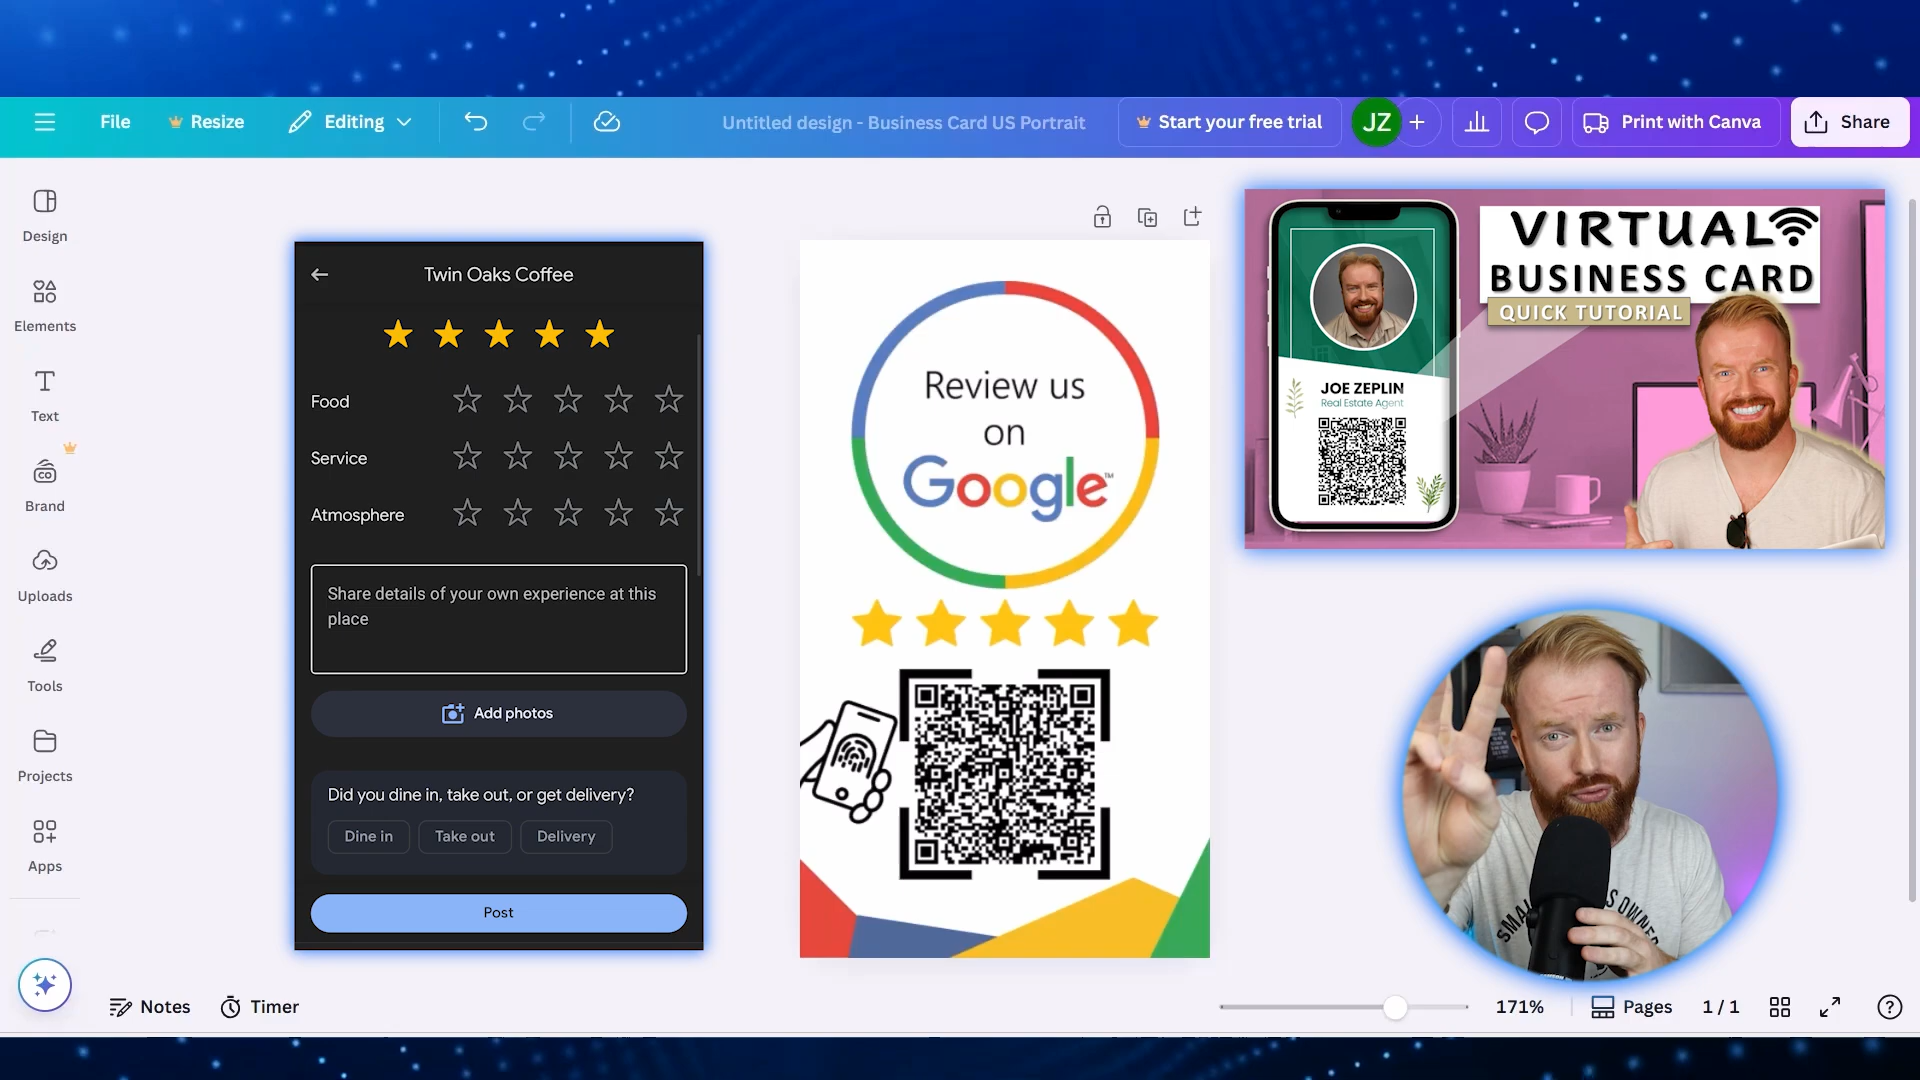 File
Resize
Editing
Untitled design - Business Card US Portrait
Start your free trial
JZ
Print with Canva
Share
Design
Elements
Text
Brand
Uploads
Tools
Projects
Apps
Twin Oaks Coffee
Food
Service
Atmosphere
Share details of your own experience at this
place
Add photos
Did you dine in, take out, or get delivery?
Dine in
Take out
Delivery
Post
Review us
on
Google™
VIRTUAL
BUSINESS CARD
QUICK TUTORIAL
JOE ZEPLIN
Real Estate Agent
Notes
Timer
171%
Pages
1 / 1